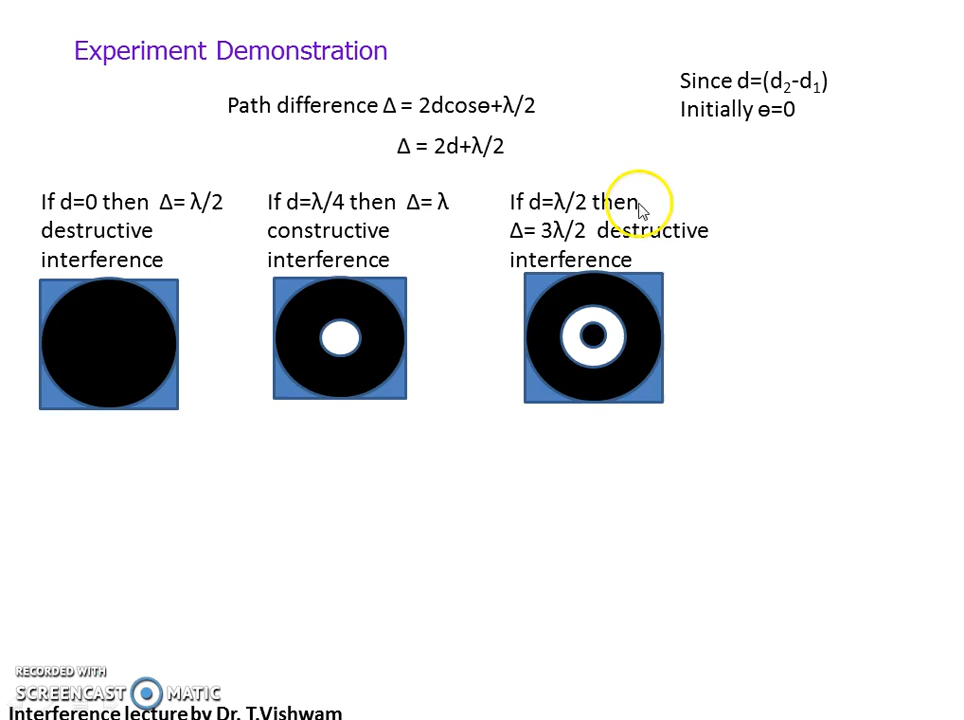 Experiment Demonstration
Since d=(d₂-d₁)
Path difference Δ = 2dcosɵ+λ/2
Initially ɵ=0
Δ = 2d+λ/2
If d=0 then Δ= λ/2
destructive
interference
If d=λ/4 then Δ= λ
constructive
interference
If d=λ/2 then
Δ= 3λ/2 destructive
interference
RECORDED WITH
SCREENCAST MATIC
Interference lecture by Dr. T.Vishwam